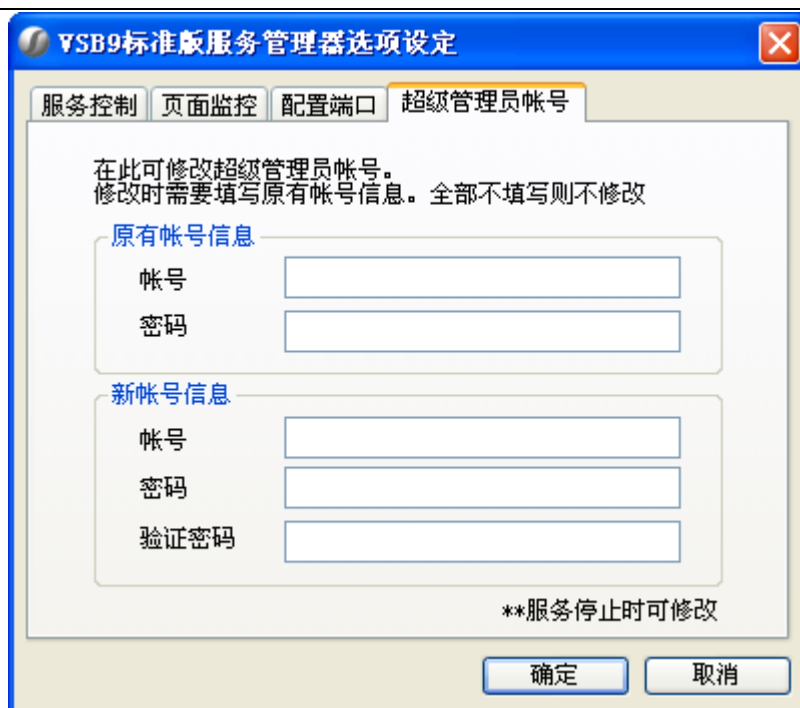 VSB9标准版服务管理器选项设定
服务控制 页面监控 配置端口 超级管理员帐号
在此可修改超级管理员帐号。
修改时需要填写原有帐号信息。全部不填写则不修改
原有帐号信息
帐号
密码
新帐号信息
帐号
密码
验证密码
**服务停止时可修改
确定 取消